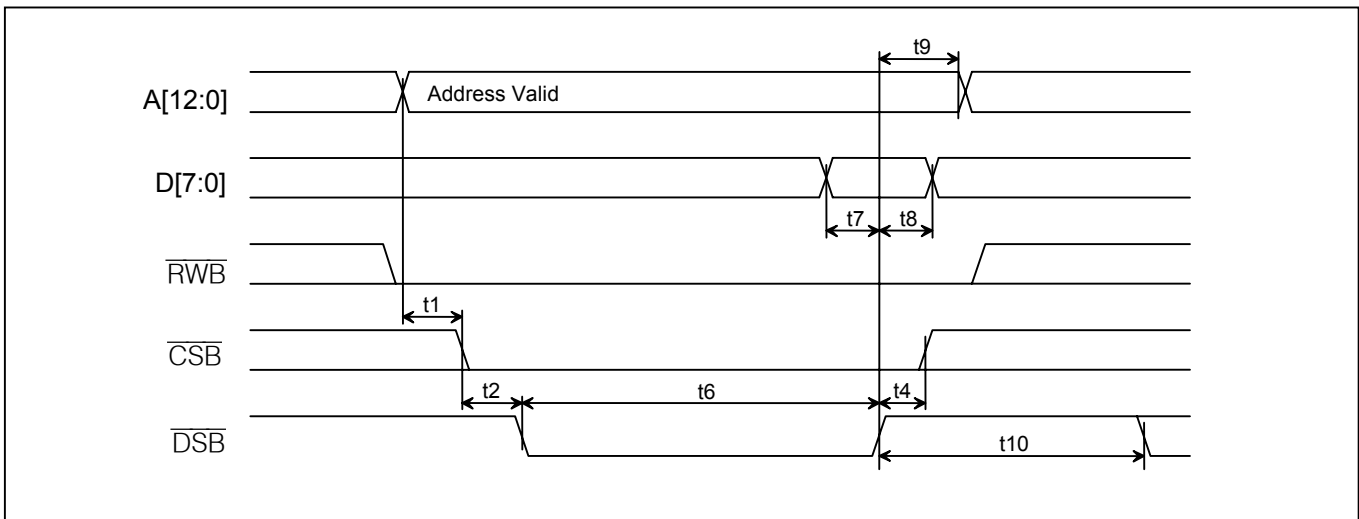 t9
A[12:0]
Address Valid
D[7:0]
t7
t8
RWB
t1
CSB
t2
t6
t4
DSB
t10